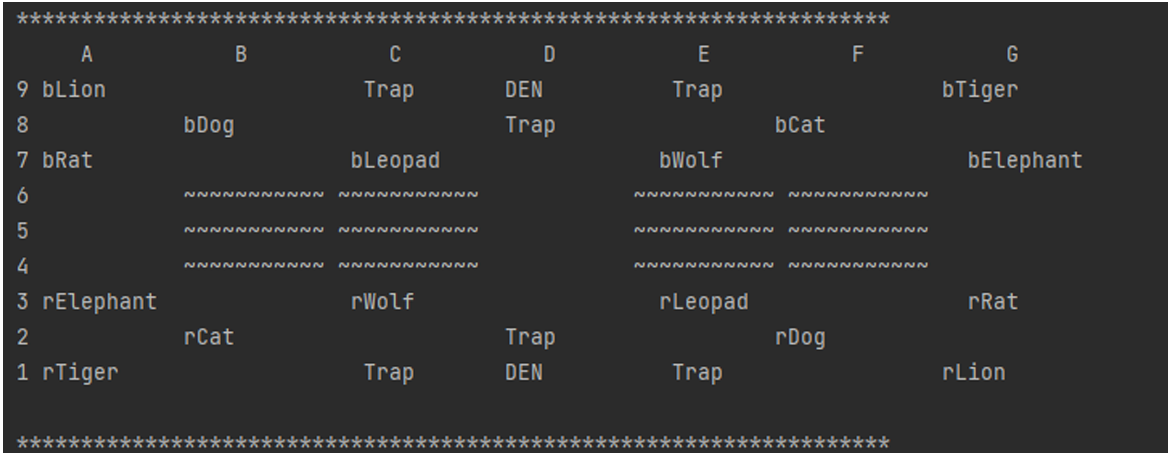 ********************************************************************
A B C D E F G
9 bLion Trap DEN Trap bTiger
8 bDog Trap bCat
7 bRat bLeopad bWolf bElephant
6 ~~~~~~~~~~~ ~~~~~~~~~~~ ~~~~~~~~~~~ ~~~~~~~~~~~
5 ~~~~~~~~~~~ ~~~~~~~~~~~ ~~~~~~~~~~~ ~~~~~~~~~~~
4 ~~~~~~~~~~~ ~~~~~~~~~~~ ~~~~~~~~~~~ ~~~~~~~~~~~
3 rElephant rWolf rLeopad rRat
2 rCat Trap rDog
1 rTiger Trap DEN Trap rLion
********************************************************************